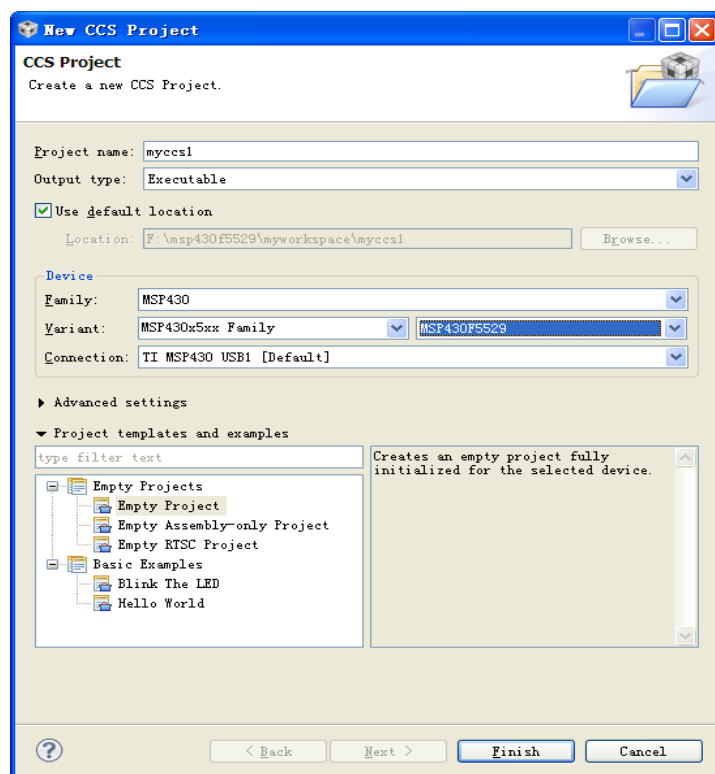 New CCS Project
CCS Project
Create a new CCS Project.
Project name: myccs1
Output type: Executable
Use default location
Location: F:\msp430f5529\myworkspace\myccs1 Browse...
Device
Family: MSP430
Variant: MSP430x5xx Family MSP430F5529
Connection: TI MSP430 USB1 [Default]
Advanced settings
Project templates and examples
type filter text
Empty Projects
Empty Project
Empty Assembly-only Project
Empty RTSC Project
Basic Examples
Blink The LED
Hello World
Creates an empty project fully
initialized for the selected device.
< Back Next > Finish Cancel